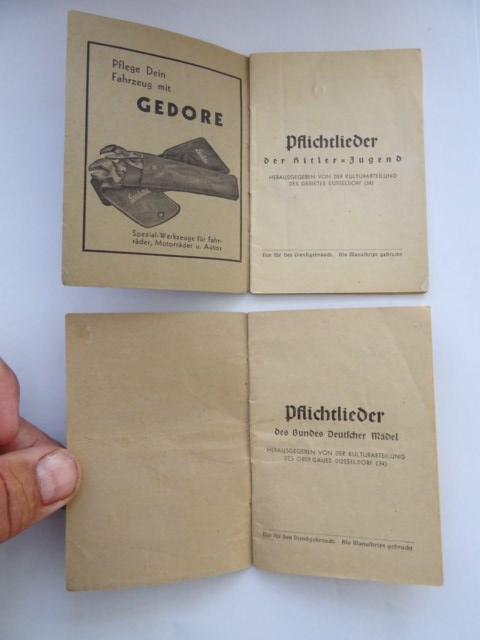 Pflege Dein
Fahrzeug mit
GEDORE
Gedore
Spezial-Werkzeuge für Fahr-
räder, Motorräder u. Autos
Pflichtlieder
der Hitler-Jugend
HERAUSGEGEBEN VON DER KULTURABTEILUNG
DES GEBIETES DÜSSELDORF (34)
Nur für den Dienstgebrauch. Als Manuskript gedruckt
Pflichtlieder
des Bundes Deutscher Mädel
HERAUSGEGEBEN VON DER KULTURABTEILUNG
DES OBERGAUES DÜSSELDORF (34)
Nur für den Dienstgebrauch. Als Manuskript gedruckt